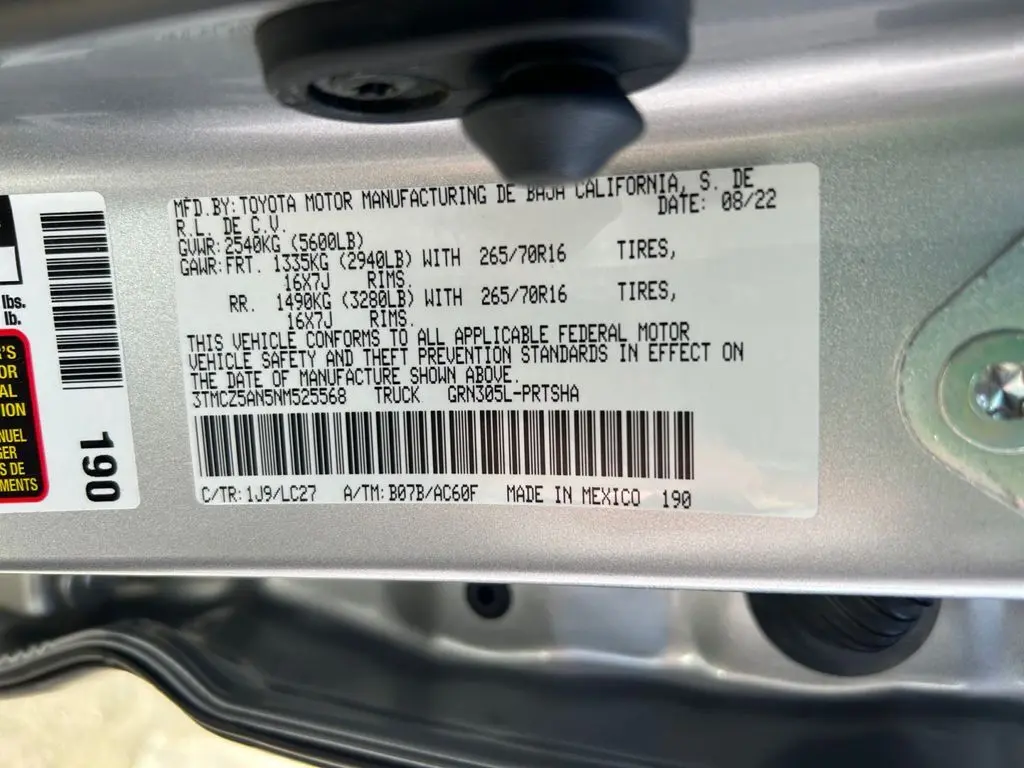 MFD.BY:TOYOTA MOTOR MANUFACTURING DE BAJA CALIFORNIA, S. DE
R.L. DE C.V. DATE: 08/22
GVWR:2540KG (5600LB)
GAWR:FRT. 1335KG (2940LB) WITH 265/70R16 TIRES,
16X7J RIMS.
RR. 1490KG (3280LB) WITH 265/70R16 TIRES,
16X7J RIMS.
THIS VEHICLE CONFORMS TO ALL APPLICABLE FEDERAL MOTOR
VEHICLE SAFETY AND THEFT PREVENTION STANDARDS IN EFFECT ON
THE DATE OF MANUFACTURE SHOWN ABOVE.
3TMCZ5AN5NM525568 TRUCK GRN305L-PRTSHA
C/TR: 1J9/LC27 A/TM: B07B/AC60F MADE IN MEXICO 190
lbs.
lb.
190